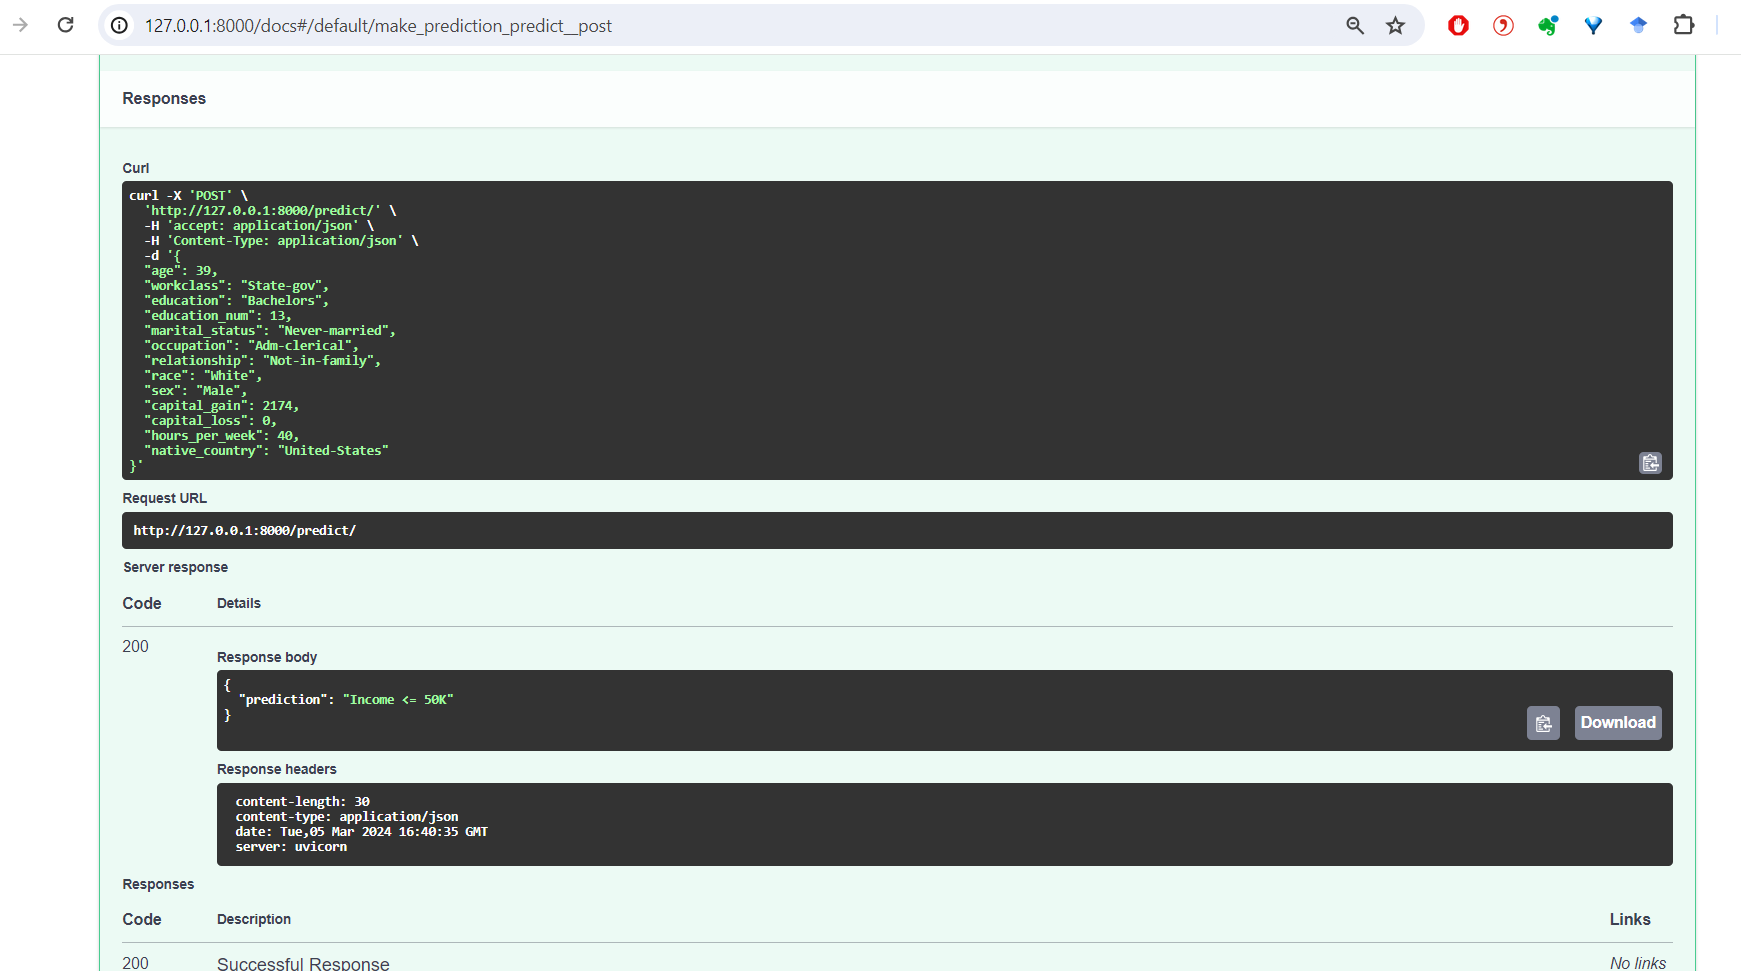 127.0.0.1:8000/docs#/default/make_prediction_predict__post
Responses
Curl
curl -X 'POST' \
  'http://127.0.0.1:8000/predict/' \
  -H 'accept: application/json' \
  -H 'Content-Type: application/json' \
  -d '{
  "age": 39,
  "workclass": "State-gov",
  "education": "Bachelors",
  "education_num": 13,
  "marital_status": "Never-married",
  "occupation": "Adm-clerical",
  "relationship": "Not-in-family",
  "race": "White",
  "sex": "Male",
  "capital_gain": 2174,
  "capital_loss": 0,
  "hours_per_week": 40,
  "native_country": "United-States"
}'
Request URL
http://127.0.0.1:8000/predict/
Server response
Code Details
200
Response body
{
  "prediction": "Income <= 50K"
}
Download
Response headers
content-length: 30
content-type: application/json
date: Tue,05 Mar 2024 16:40:35 GMT
server: uvicorn
Responses
Code Description Links
200 Successful Response No links